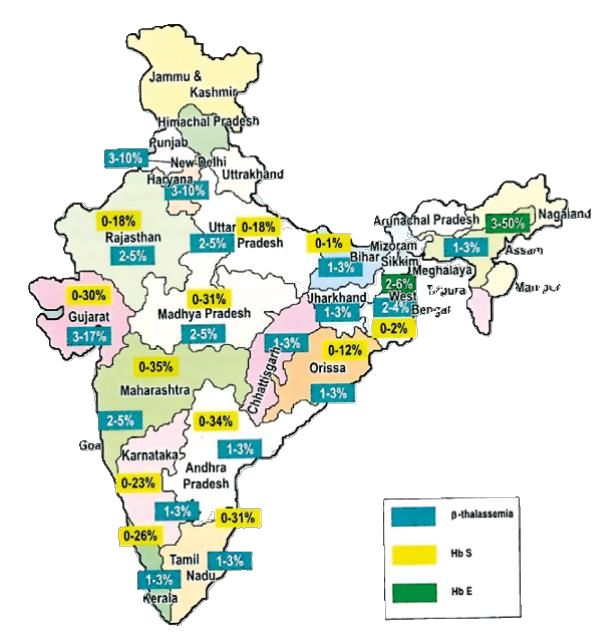 Jammu &
Kashmir
Himachal Pradesh
Punjab
3-10%
New Delhi
Uttrakhand
Haryana
3-10%
0-18%
Rajasthan
2-5%
Uttar
0-18%
2-5%
Pradesh
0-1%
Bihar
1-3%
Arunachal Pradesh
3-50%
Nagaland
Mizoram
Sikkim
1-3%
Assam
Meghalaya
0-30%
Gujarat
3-17%
0-31%
Madhya Pradesh
2-5%
Jharkhand
1-3%
2-6%
West
2-4%
Bengal
0-2%
Chhattisgarh
1-3%
0-12%
Orissa
1-3%
0-35%
Maharashtra
2-5%
Goa
0-34%
1-3%
Karnataka
Andhra
Pradesh
0-23%
1-3%
0-31%
0-26%
Tamil
Nadu
1-3%
1-3%
Kerala
β-thalassemia
Hb S
Hb E